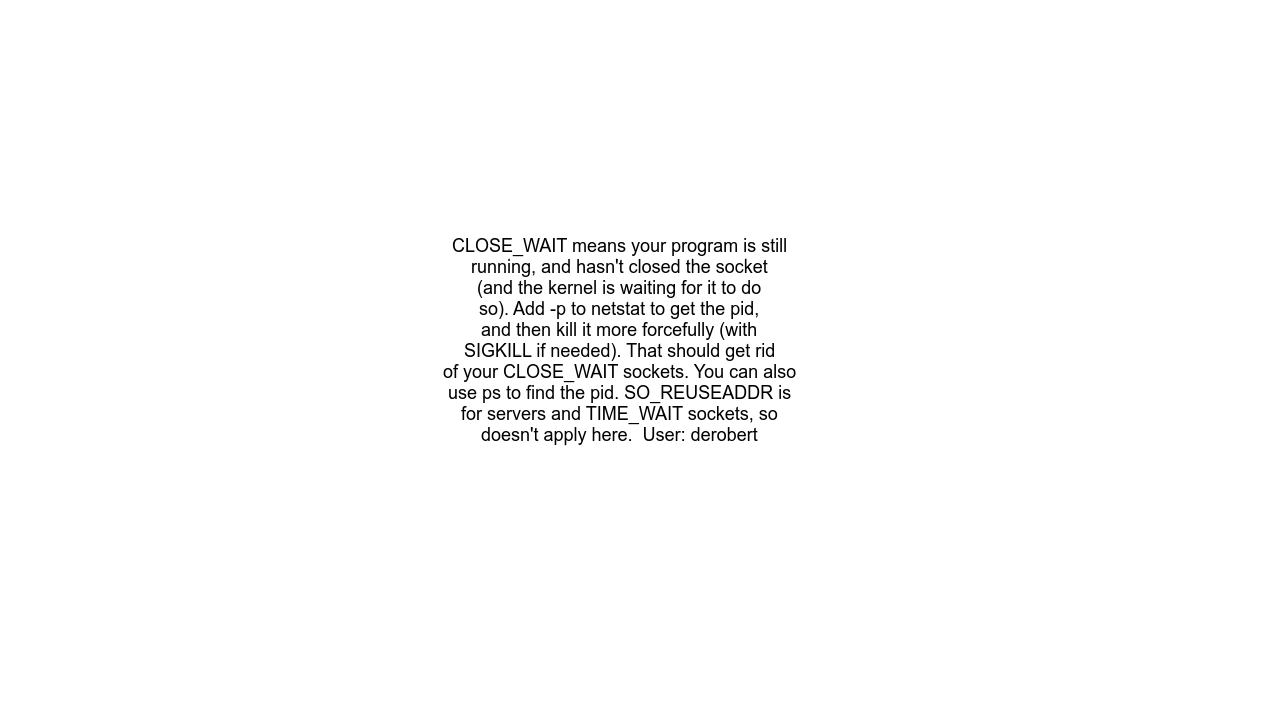 CLOSE_WAIT means your program is still
running, and hasn't closed the socket
(and the kernel is waiting for it to do
so). Add -p to netstat to get the pid,
and then kill it more forcefully (with
SIGKILL if needed). That should get rid
of your CLOSE_WAIT sockets. You can also
use ps to find the pid. SO_REUSEADDR is
for servers and TIME_WAIT sockets, so
doesn't apply here.  User: derobert